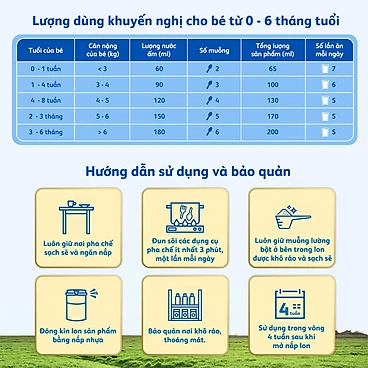 Lượng dùng khuyến nghị cho bé từ 0 - 6 tháng tuổi
Tuổi của bé | Cân nặng của bé (kg) | Lượng nước ấm (ml) | Số muỗng | Tổng lượng sản phẩm (ml) | Số lần ăn mỗi ngày
0 - 1 tuần | < 3 | 60 | 2 | 65 | 7
1 - 4 tuần | 3 - 4 | 90 | 3 | 100 | 6
4 - 8 tuần | 4 - 5 | 120 | 4 | 130 | 5
2 - 3 tháng | 5 - 6 | 150 | 5 | 170 | 5
3 - 6 tháng | > 6 | 180 | 6 | 200 | 5
Hướng dẫn sử dụng và bảo quản
Luôn giữ nơi pha chế
sạch sẽ và ngăn nắp
Đun sôi các dụng cụ
pha chế ít nhất 3 phút,
một lần mỗi ngày
Luôn giữ muỗng lường
bột ở bên trong lon
được khô ráo và sạch sẽ
Đóng kín lon sản phẩm
bằng nắp nhựa
Bảo quản nơi khô ráo,
thoáng mát.
4 tuần
Sử dụng trong vòng
4 tuần sau khi
mở nắp lon